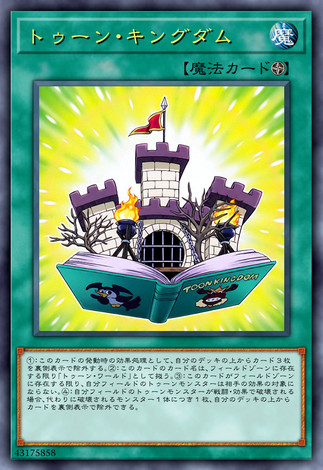 トゥーン・キングダム
魔
【魔法カード】
TOONKINGDOM
①:このカードの発動時の効果処理として、自分のデッキの上からカード3枚
を裏側表示で除外する。②:このカード名は、フィールドゾーンに存在
する限り「トゥーン・ワールド」として扱う。③:このカードがフィールドゾーン
に存在する限り、自分フィールドのトゥーンモンスターは相手の効果の対象に
ならない。④:自分フィールドのトゥーンモンスターが戦闘・効果で破壊される
場合、代わりに破壊されるモンスター1体につき1枚、自分のデッキの上からカー
ドを裏側表示で除外できる。
43175858